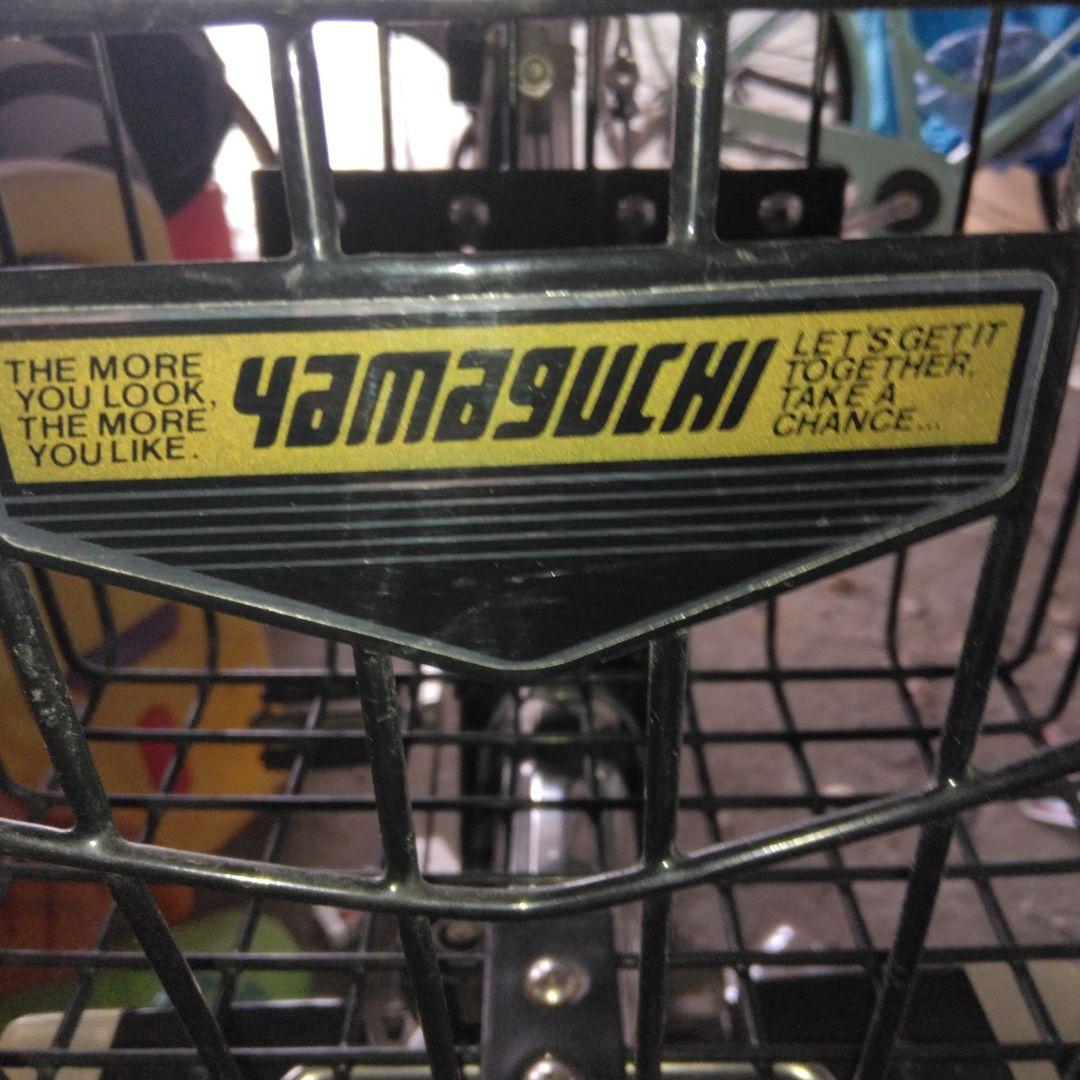 THE MORE
YOU LOOK,
THE MORE
YOU LIKE.
YAMAGUCHI
LET'S GET IT
TOGETHER,
TAKE A
CHANCE...